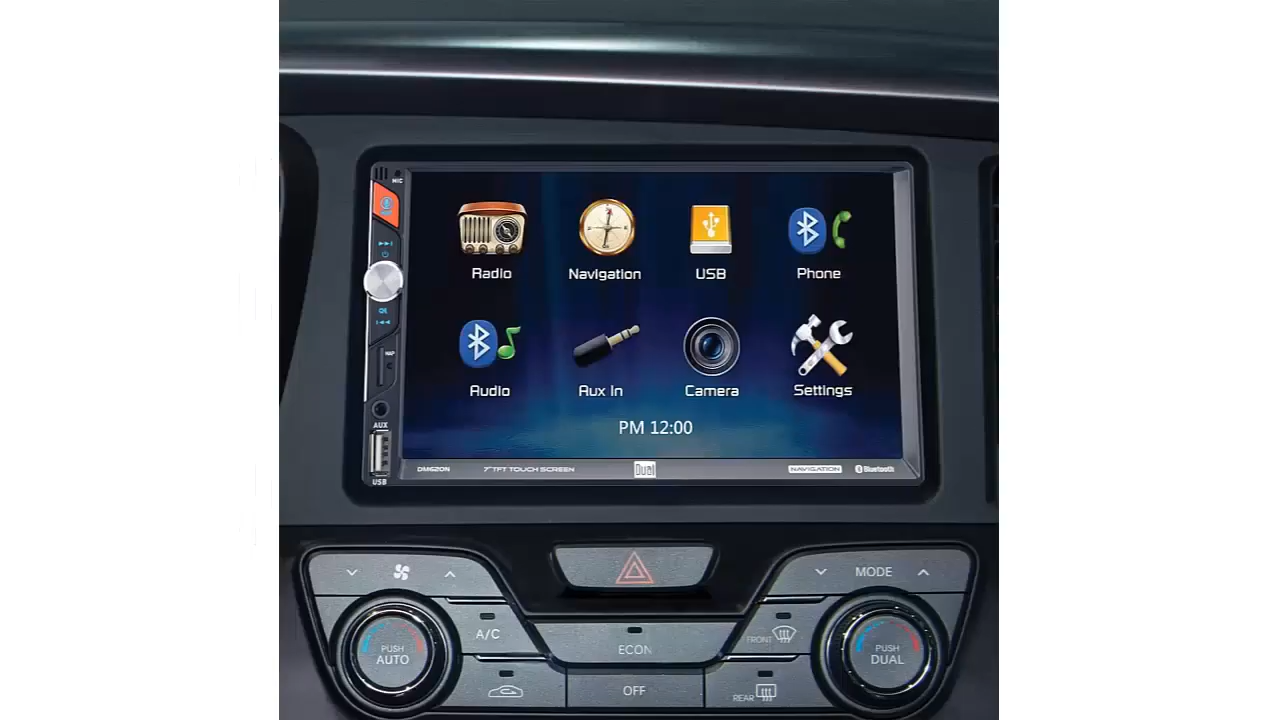 MIC
Radio
Navigation
USB
Phone
Audio
Aux In
Camera
Settings
PM 12:00
MAP
AUX
USB
DM620N
7" TFT TOUCH SCREEN
Dual
NAVIGATION
Bluetooth
MODE
A/C
ECON
FRONT
PUSH
AUTO
PUSH
DUAL
OFF
REAR